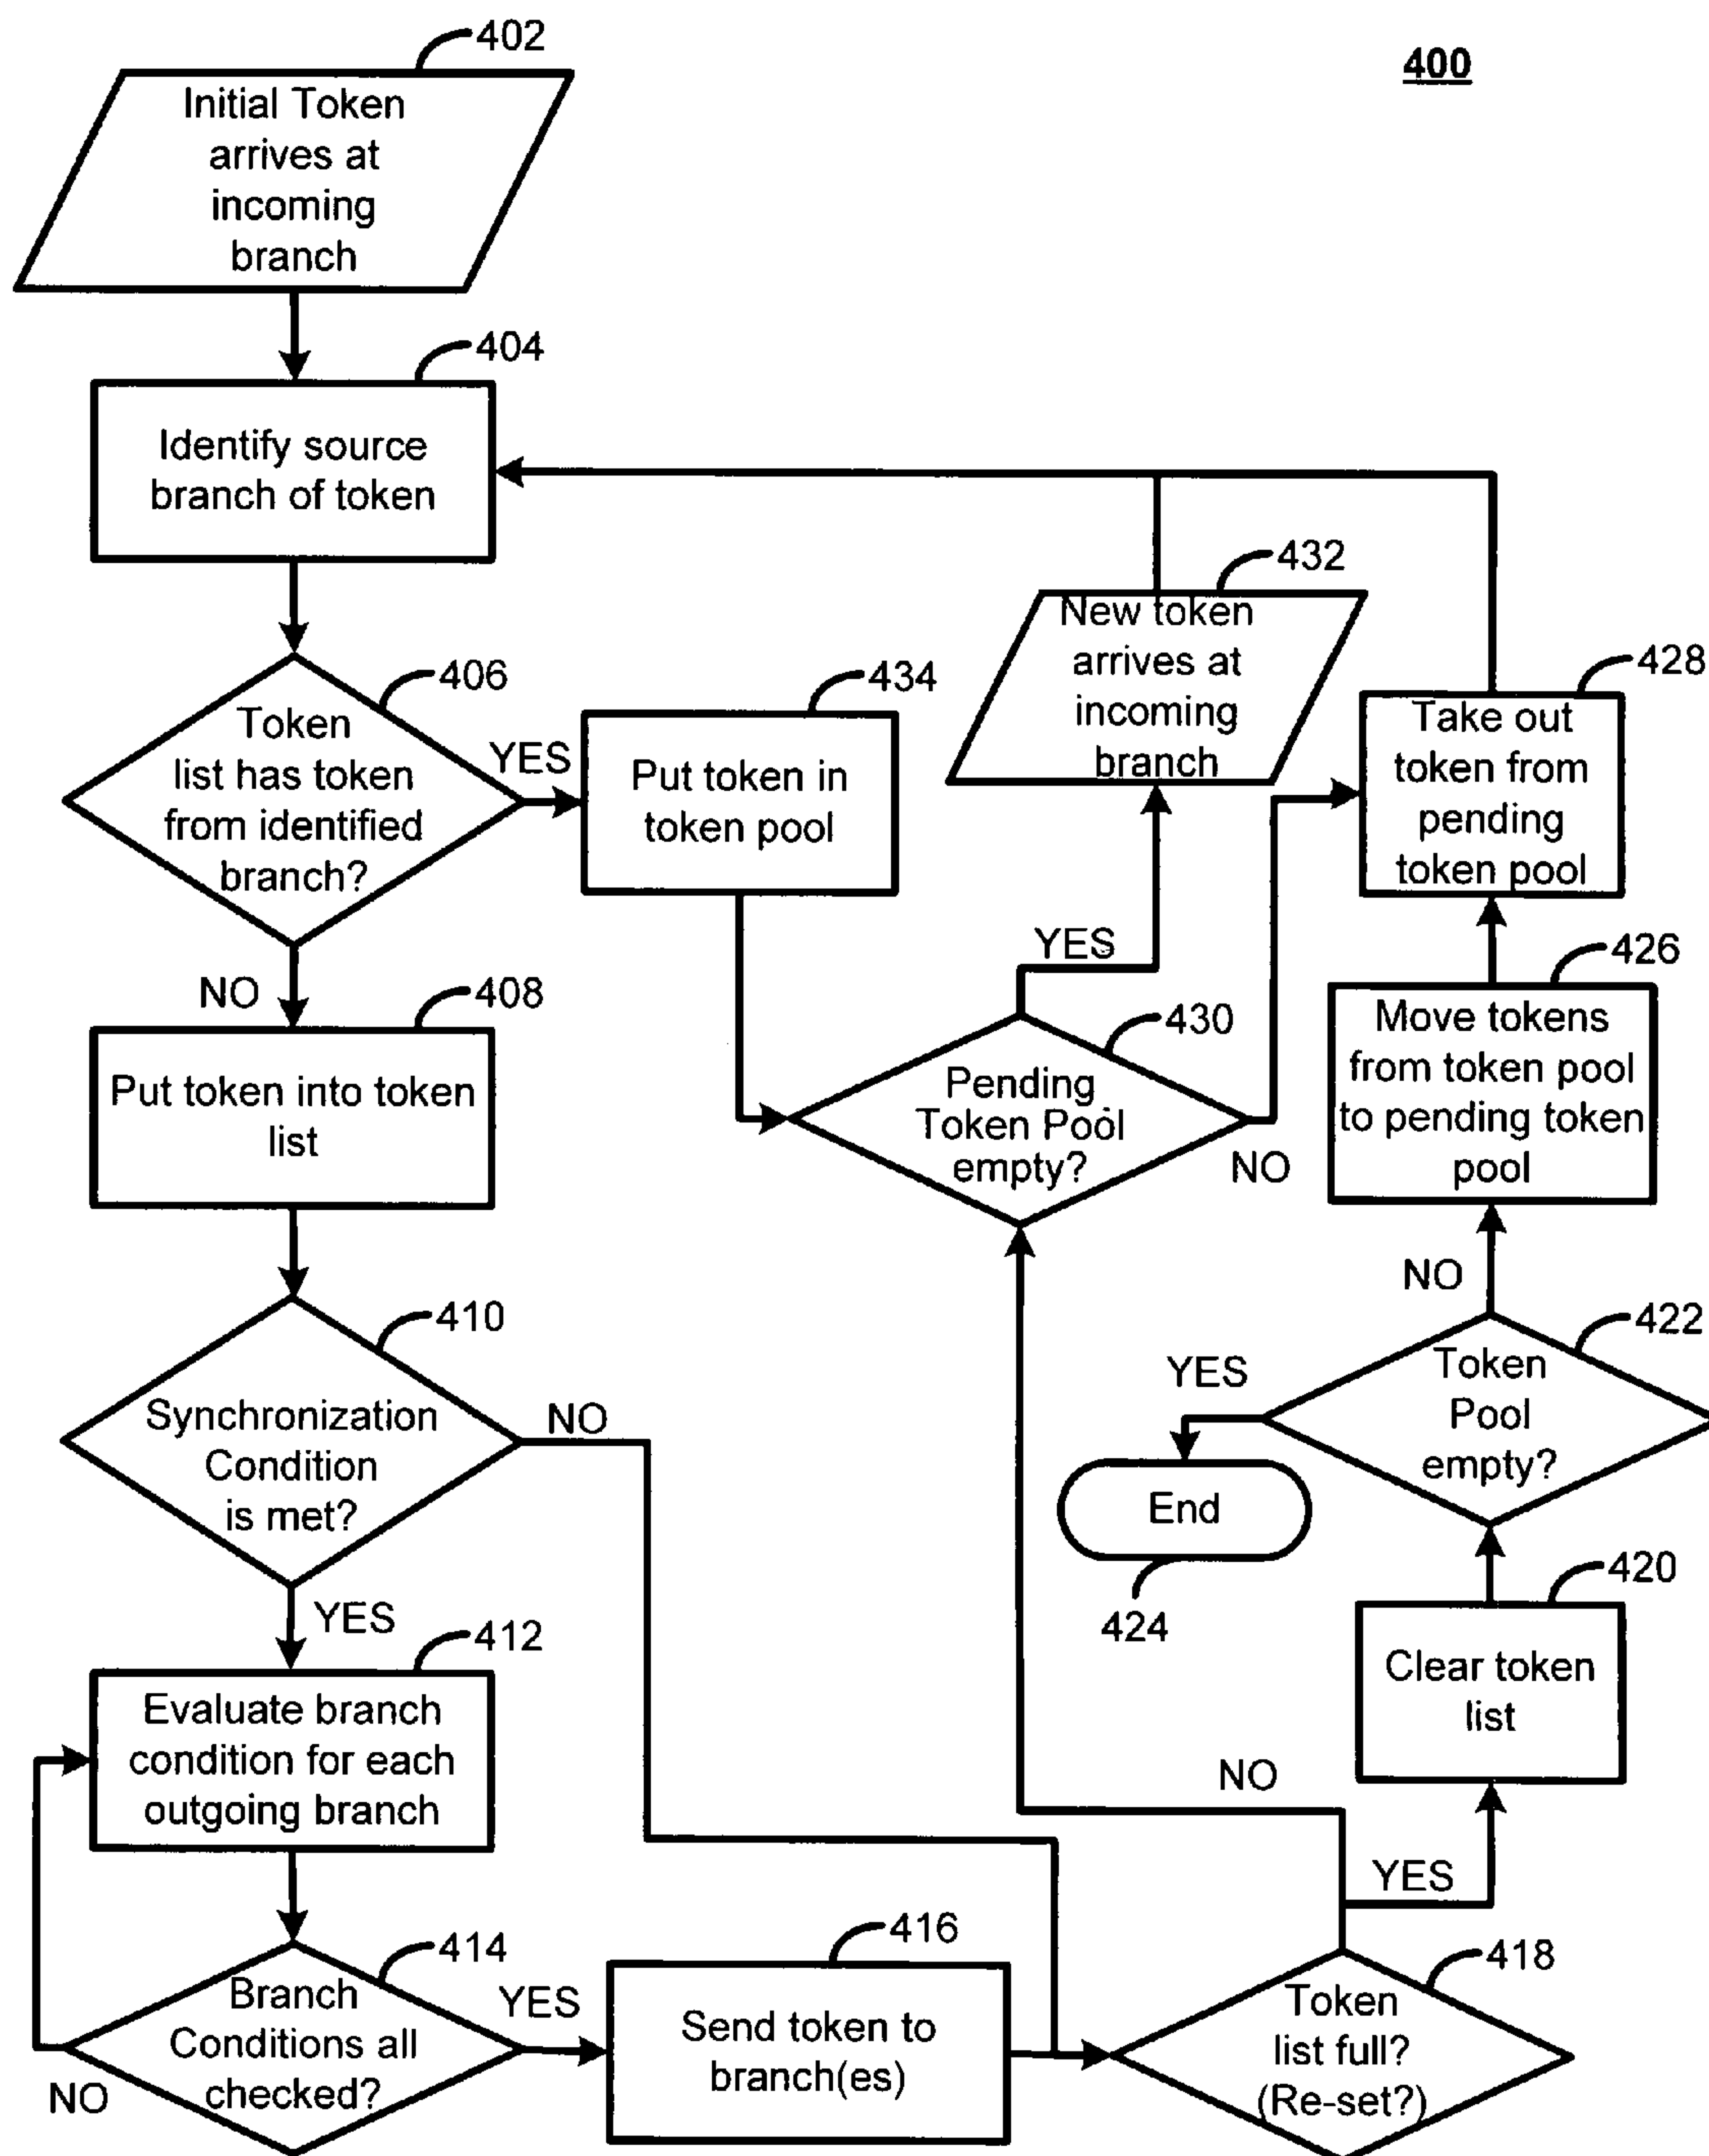 400
402
Initial Token
arrives at
incoming
branch
404
Identify source
branch of token
406
Token
list has token
from identified
branch?
YES
NO
434
Put token in
token pool
408
Put token into token
list
410
Synchronization
Condition
is met?
NO
YES
412
Evaluate branch
condition for each
outgoing branch
414
Branch
Conditions all
checked?
NO
YES
416
Send token to
branch(es)
418
Token
list full?
(Re-set?)
NO
YES
420
Clear token
list
422
Token
Pool
empty?
YES
NO
End
424
426
Move tokens
from token pool
to pending token
pool
428
Take out
token from
pending
token pool
430
Pending
Token Pool
empty?
YES
NO
432
New token
arrives at
incoming
branch